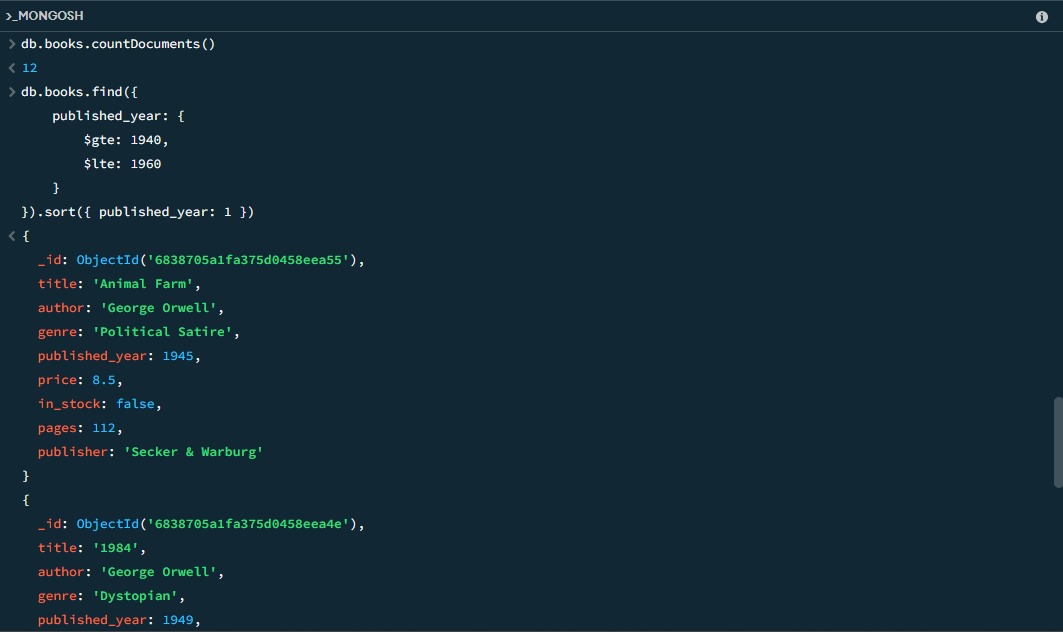 >_MONGOSH
> db.books.countDocuments()
< 12
> db.books.find({
    published_year: {
        $gte: 1940,
        $lte: 1960
    }
}).sort({ published_year: 1 })
< {
  _id: ObjectId('6838705a1fa375d0458eea55'),
  title: 'Animal Farm',
  author: 'George Orwell',
  genre: 'Political Satire',
  published_year: 1945,
  price: 8.5,
  in_stock: false,
  pages: 112,
  publisher: 'Secker & Warburg'
}
{
  _id: ObjectId('6838705a1fa375d0458eea4e'),
  title: '1984',
  author: 'George Orwell',
  genre: 'Dystopian',
  published_year: 1949,